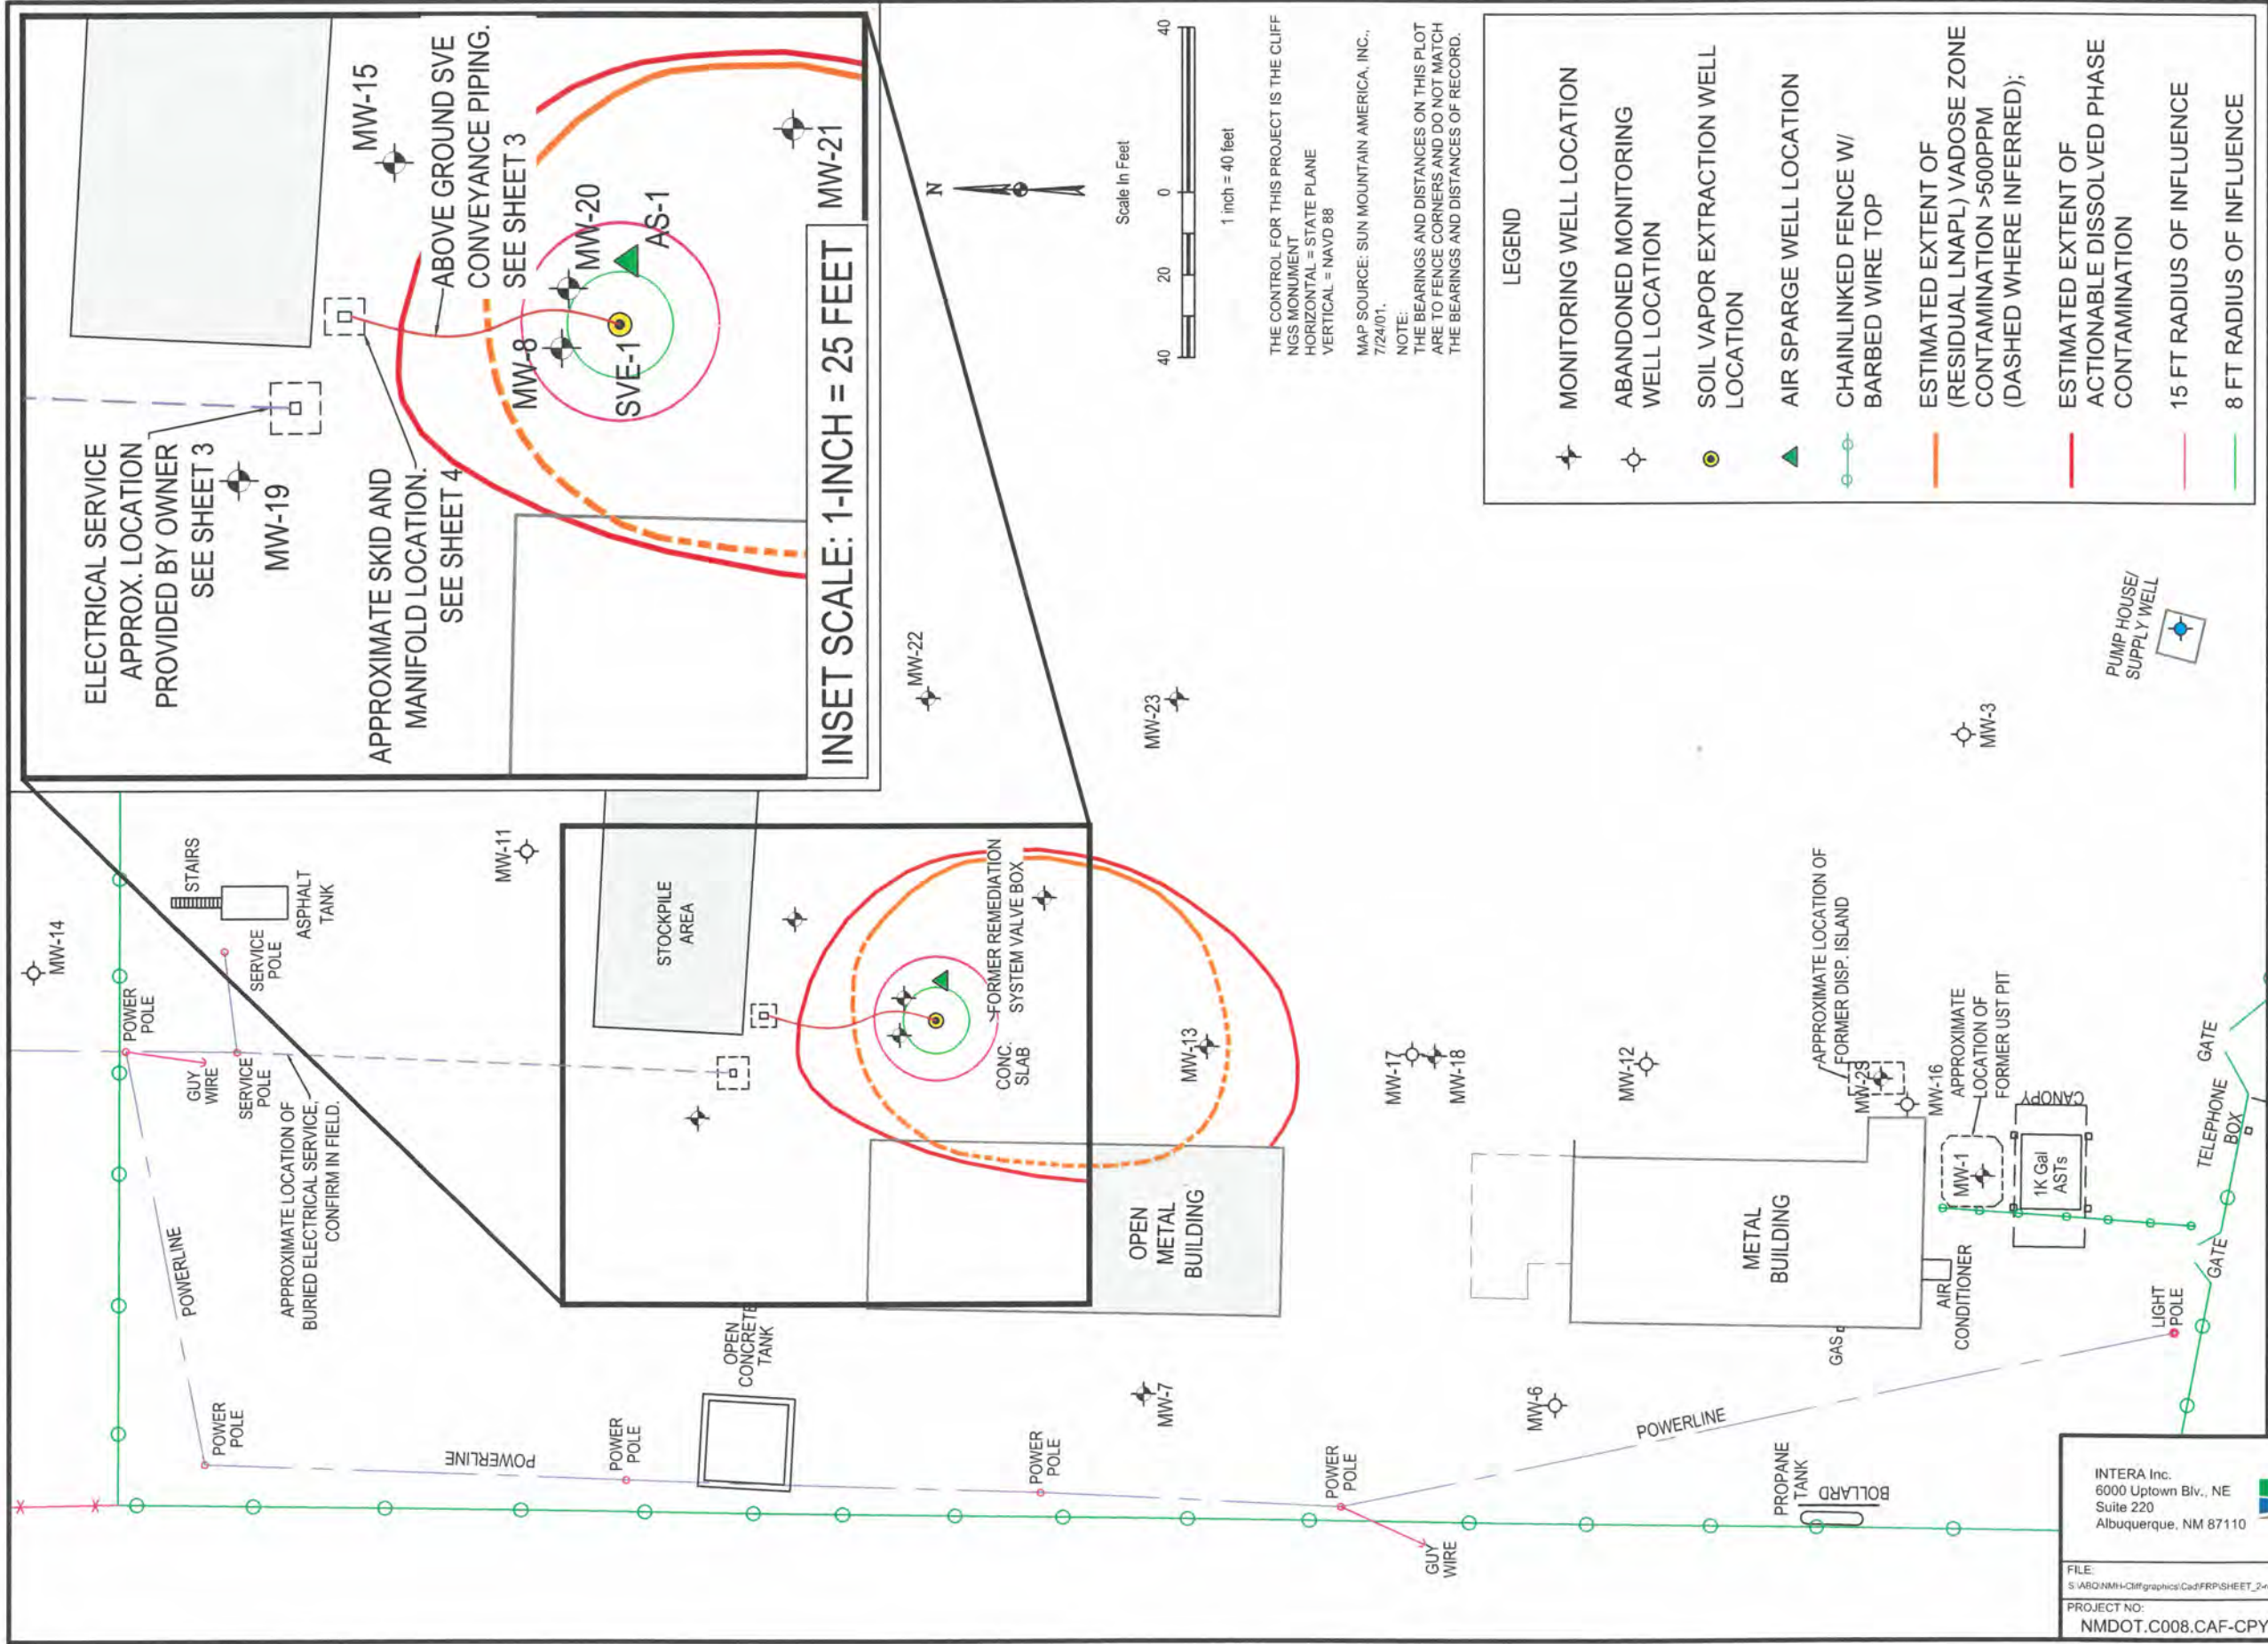 ELECTRICAL SERVICE
APPROX. LOCATION
PROVIDED BY OWNER
SEE SHEET 3
MW-19
APPROXIMATE SKID AND
MANIFOLD LOCATION.
SEE SHEET 4
MW-15
ABOVE GROUND SVE
CONVEYANCE PIPING.
SEE SHEET 3
MW-8
MW-20
SVE-1
AS-1
MW-21
INSET SCALE: 1-INCH = 25 FEET
MW-14
POWER
POLE
STAIRS
SERVICE
POLE
ASPHALT
TANK
GUY
WIRE
SERVICE
POLE
POWERLINE
APPROXIMATE LOCATION OF
BURIED ELECTRICAL SERVICE.
CONFIRM IN FIELD.
POWER
POLE
POWERLINE
MW-11
STOCKPILE
AREA
POWER
POLE
OPEN
CONCRETE
TANK
FORMER REMEDIATION
SYSTEM VALVE BOX
CONC.
SLAB
MW-22
POWER
POLE
MW-7
OPEN
METAL
BUILDING
MW-13
MW-23
POWER
POLE
GUY
WIRE
MW-17
MW-18
MW-6
MW-12
POWERLINE
METAL
BUILDING
PROPANE
TANK
BOLLARD
GAS
AIR
CONDITIONER
APPROXIMATE LOCATION OF
FORMER DISP. ISLAND
MW-29
MW-16
APPROXIMATE
LOCATION OF
FORMER UST PIT
MW-1
1K Gal
ASTs
CANOPY
MW-3
PUMP HOUSE/
SUPPLY WELL
LIGHT
POLE
GATE
TELEPHONE
BOX
GATE
N
Scale In Feet
40 0 20 40
1 inch = 40 feet
THE CONTROL FOR THIS PROJECT IS THE CLIFF
NGS MONUMENT
HORIZONTAL = STATE PLANE
VERTICAL = NAVD 88
MAP SOURCE: SUN MOUNTAIN AMERICA, INC.,
7/24/01.
NOTE:
THE BEARINGS AND DISTANCES ON THIS PLOT
ARE TO FENCE CORNERS AND DO NOT MATCH
THE BEARINGS AND DISTANCES OF RECORD.
LEGEND
MONITORING WELL LOCATION
ABANDONED MONITORING
WELL LOCATION
SOIL VAPOR EXTRACTION WELL
LOCATION
AIR SPARGE WELL LOCATION
CHAINLINKED FENCE W/
BARBED WIRE TOP
ESTIMATED EXTENT OF
(RESIDUAL LNAPL) VADOSE ZONE
CONTAMINATION >500PPM
(DASHED WHERE INFERRED);
ESTIMATED EXTENT OF
ACTIONABLE DISSOLVED PHASE
CONTAMINATION
15 FT RADIUS OF INFLUENCE
8 FT RADIUS OF INFLUENCE
INTERA Inc.
6000 Uptown Blv., NE
Suite 220
Albuquerque, NM 87110
FILE:
S:\ABQ\NMH-Cliff\graphics\Cad\FRP\SHEET_2-
PROJECT NO:
NMDOT.C008.CAF-CPY